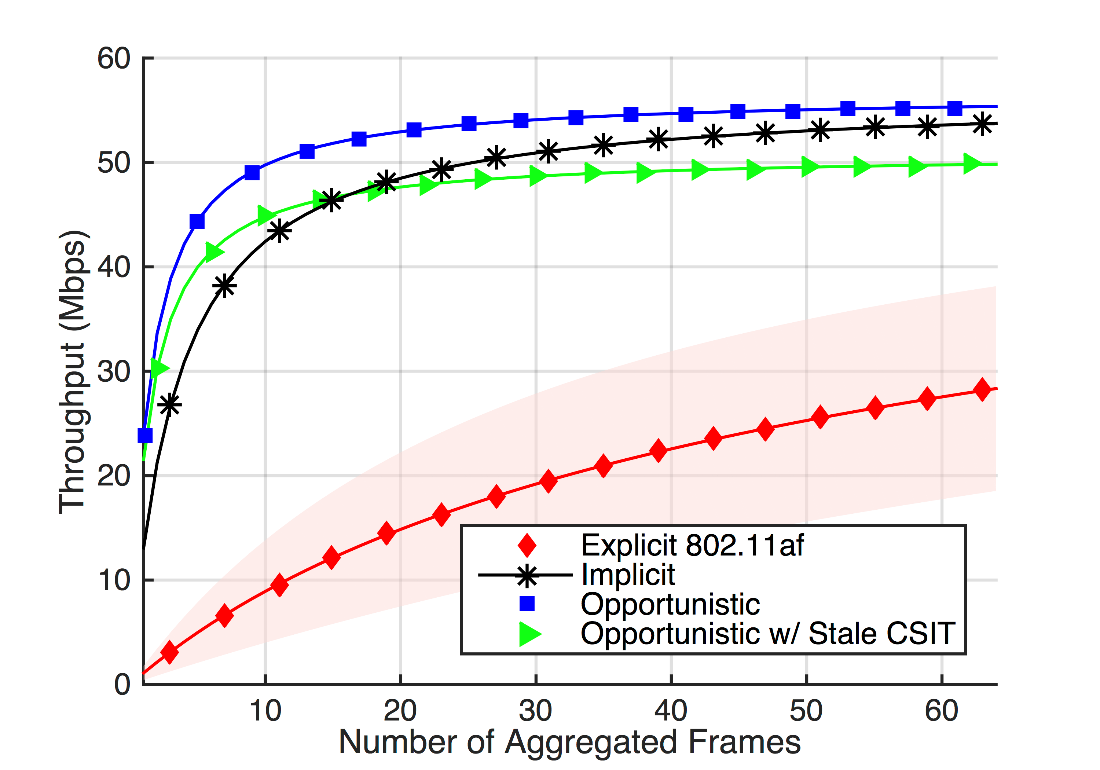 60
50
40
30
20
10
0
Throughput (Mbps)
Explicit 802.11af
Implicit
Opportunistic
Opportunistic w/ Stale CSIT
10 20 30 40 50 60
Number of Aggregated Frames